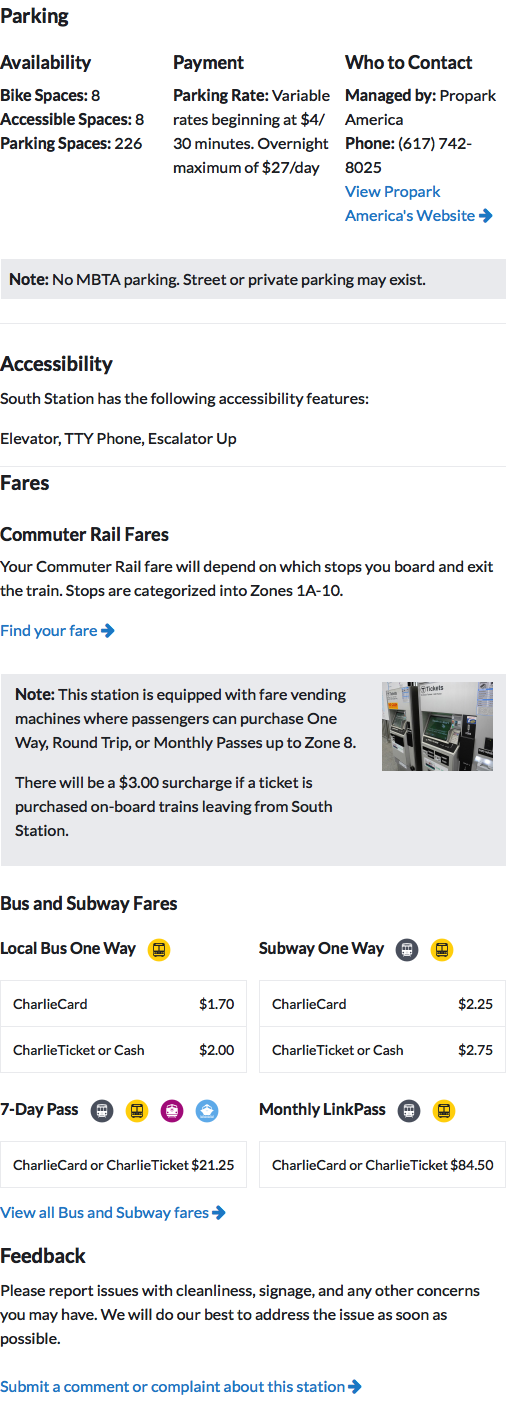 Parking
Availability
Bike Spaces: 8
Accessible Spaces: 8
Parking Spaces: 226
Payment
Parking Rate: Variable
rates beginning at $4/
30 minutes. Overnight
maximum of $27/day
Who to Contact
Managed by: Propark
America
Phone: (617) 742-
8025
View Propark
America's Website
Note: No MBTA parking. Street or private parking may exist.
Accessibility
South Station has the following accessibility features:
Elevator, TTY Phone, Escalator Up
Fares
Commuter Rail Fares
Your Commuter Rail fare will depend on which stops you board and exit
the train. Stops are categorized into Zones 1A-10.
Find your fare
Note: This station is equipped with fare vending
machines where passengers can purchase One
Way, Round Trip, or Monthly Passes up to Zone 8.
There will be a $3.00 surcharge if a ticket is
purchased on-board trains leaving from South
Station.
Tickets
Bus and Subway Fares
Local Bus One Way
CharlieCard $1.70
CharlieTicket or Cash $2.00
Subway One Way
CharlieCard $2.25
CharlieTicket or Cash $2.75
7-Day Pass
CharlieCard or CharlieTicket $21.25
Monthly LinkPass
CharlieCard or CharlieTicket $84.50
View all Bus and Subway fares
Feedback
Please report issues with cleanliness, signage, and any other concerns
you may have. We will do our best to address the issue as soon as
possible.
Submit a comment or complaint about this station